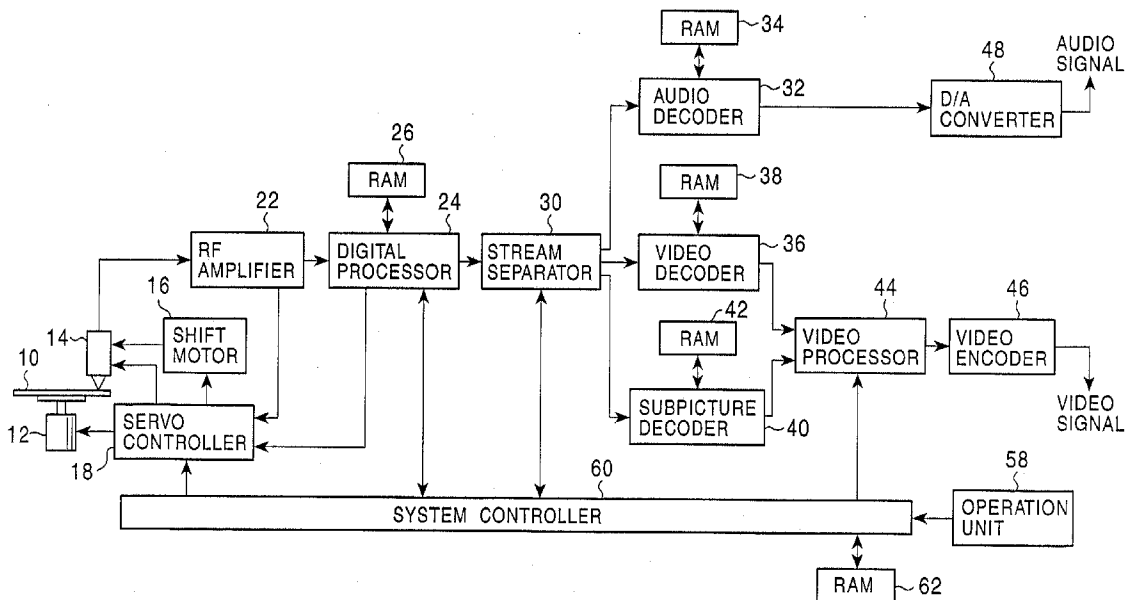 RAM
34
AUDIO
DECODER
32
48
D/A
CONVERTER
AUDIO
SIGNAL
26
RAM
22
RF
AMPLIFIER
24
DIGITAL
PROCESSOR
30
STREAM
SEPARATOR
RAM
38
VIDEO
DECODER
36
16
SHIFT
MOTOR
14
10
12
SERVO
CONTROLLER
18
42
RAM
SUBPICTURE
DECODER
40
44
VIDEO
PROCESSOR
46
VIDEO
ENCODER
VIDEO
SIGNAL
60
SYSTEM CONTROLLER
58
OPERATION
UNIT
RAM
62